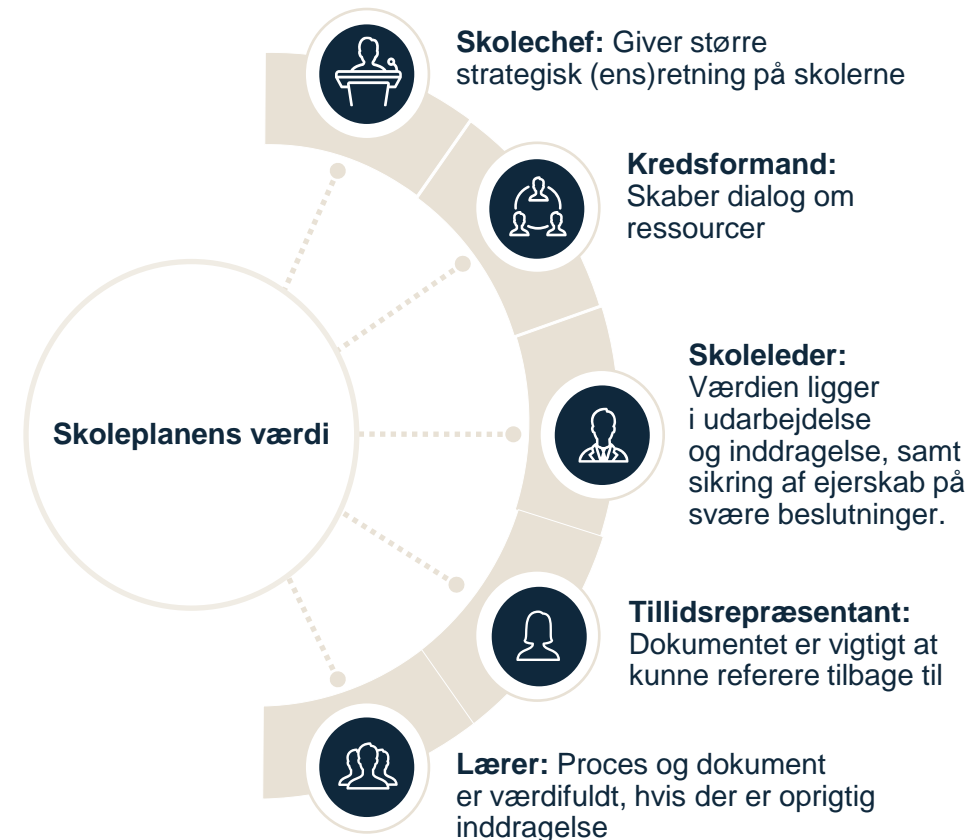 Skolechef: Giver større
strategisk (ens)retning på skolerne
Kredsformand:
Skaber dialog om
ressourcer
Skoleleder:
Værdien ligger
i udarbejdelse
og inddragelse, samt
sikring af ejerskab på
svære beslutninger.
Skoleplanens værdi
Tillidsrepræsentant:
Dokumentet er vigtigt at
kunne referere tilbage til
Lærer: Proces og dokument
er værdifuldt, hvis der er oprigtig
inddragelse